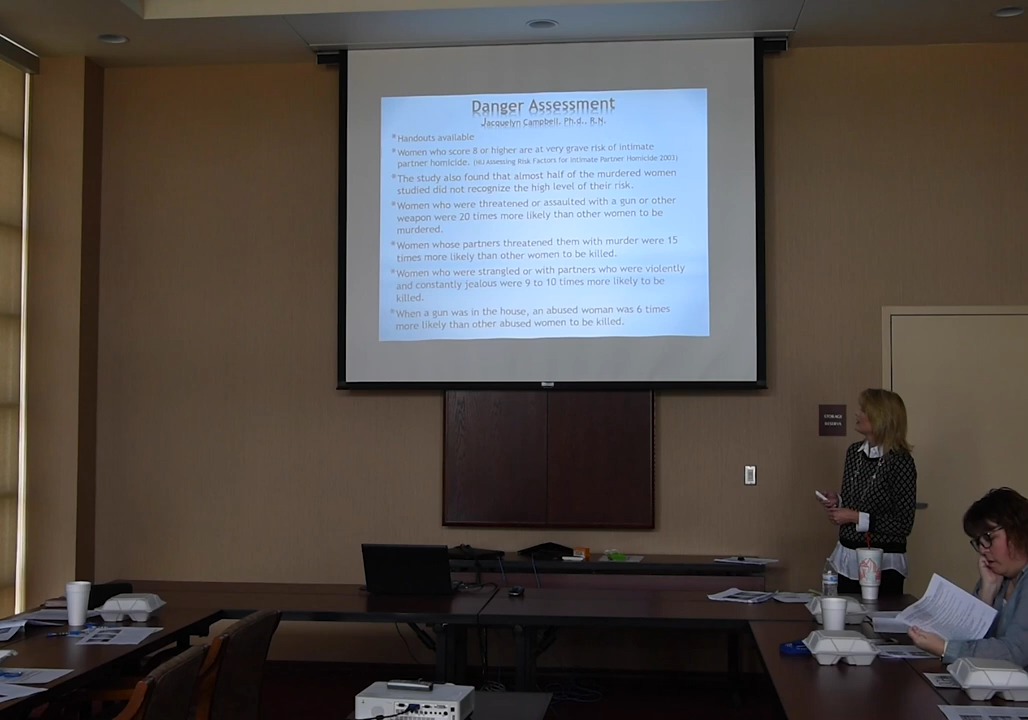 Danger Assessment
Jacquelyn Campbell, Ph.d., R.N.
*Handouts available
*Women who score 8 or higher are at very grave risk of intimate
partner homicide. (NIJ Assessing Risk Factors for Intimate Partner Homicide 2003)
*The study also found that almost half of the murdered women
studied did not recognize the high level of their risk.
*Women who were threatened or assaulted with a gun or other
weapon were 20 times more likely than other women to be
murdered.
*Women whose partners threatened them with murder were 15
times more likely than other women to be killed.
*Women who were strangled or with partners who were violently
and constantly jealous were 9 to 10 times more likely to be
killed.
*When a gun was in the house, an abused woman was 6 times
more likely than other abused women to be killed.
STORAGE